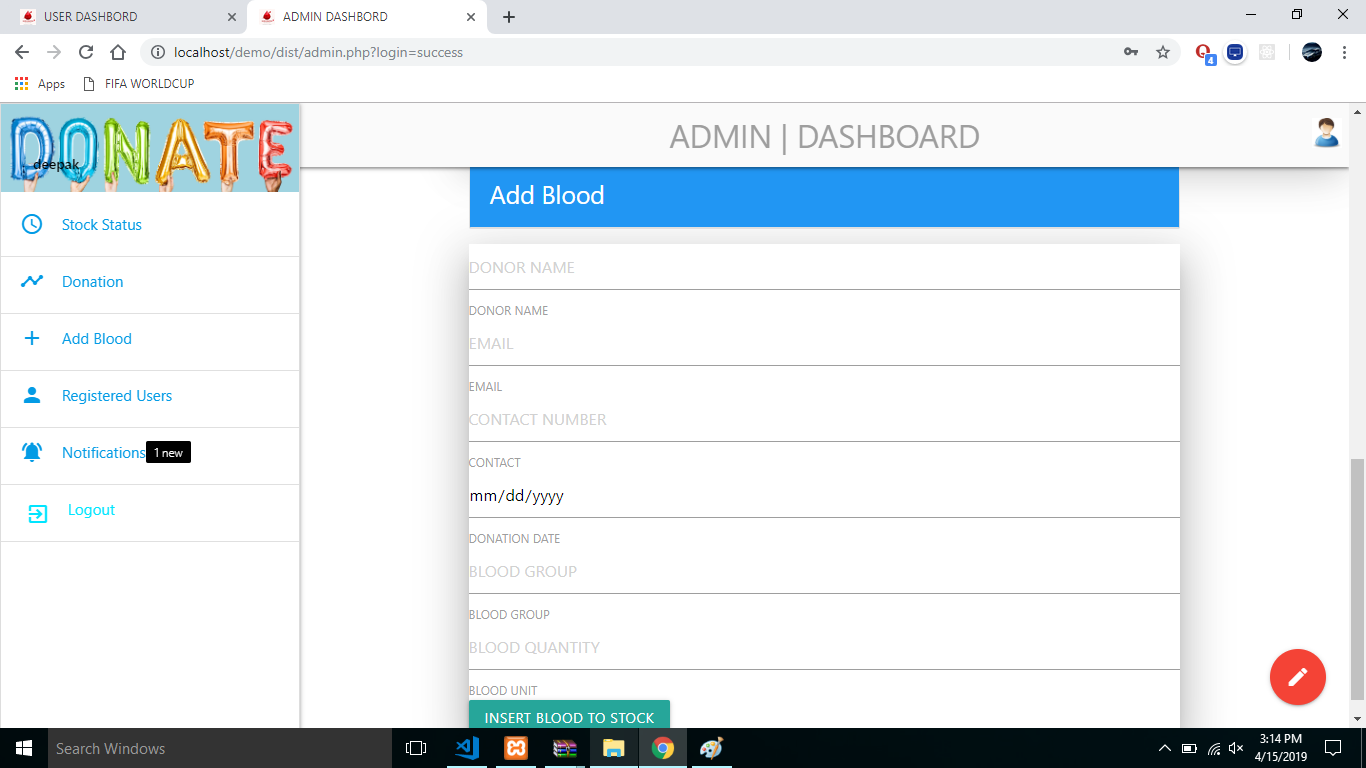 USER DASHBORD
ADMIN DASHBORD
localhost/demo/dist/admin.php?login=success
4
Apps
FIFA WORLDCUP
DONATE
deepak
ADMIN | DASHBOARD
Stock Status
Donation
Add Blood
Registered Users
Notifications 1 new
Logout
Add Blood
DONOR NAME
DONOR NAME
EMAIL
EMAIL
CONTACT NUMBER
CONTACT
mm/dd/yyyy
DONATION DATE
BLOOD GROUP
BLOOD GROUP
BLOOD QUANTITY
BLOOD UNIT
INSERT BLOOD TO STOCK
Search Windows
3:14 PM
4/15/2019